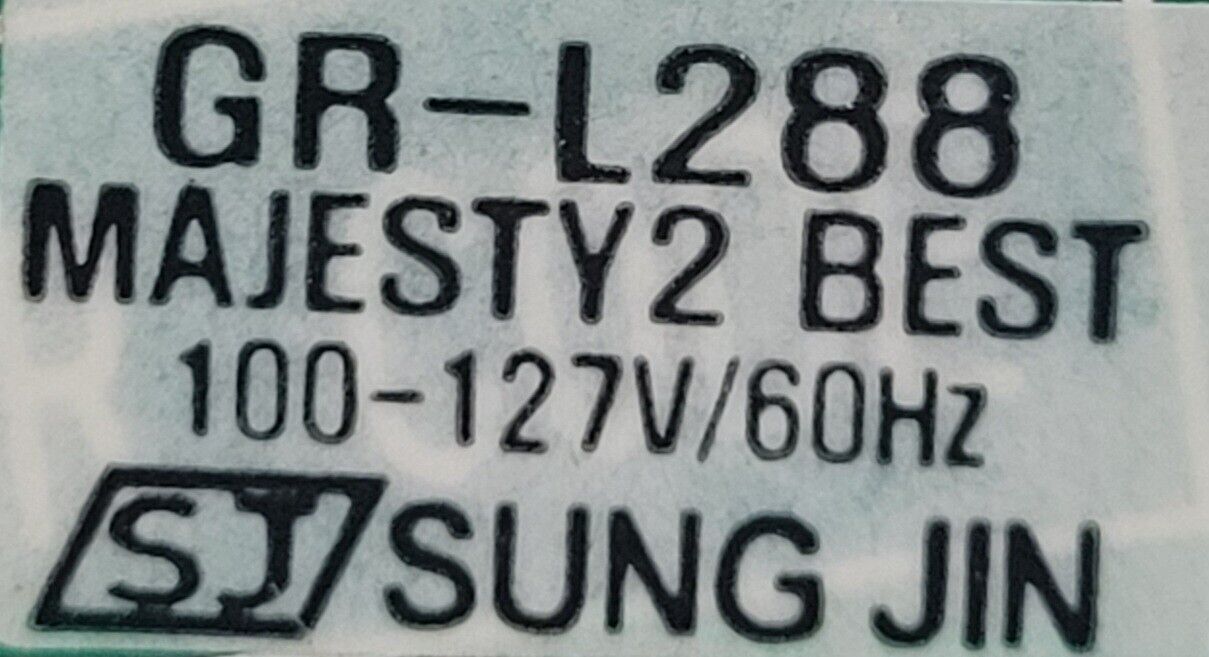 GR-L288
MAJESTY2 BEST
100-127V/60Hz
SJ SUNG JIN